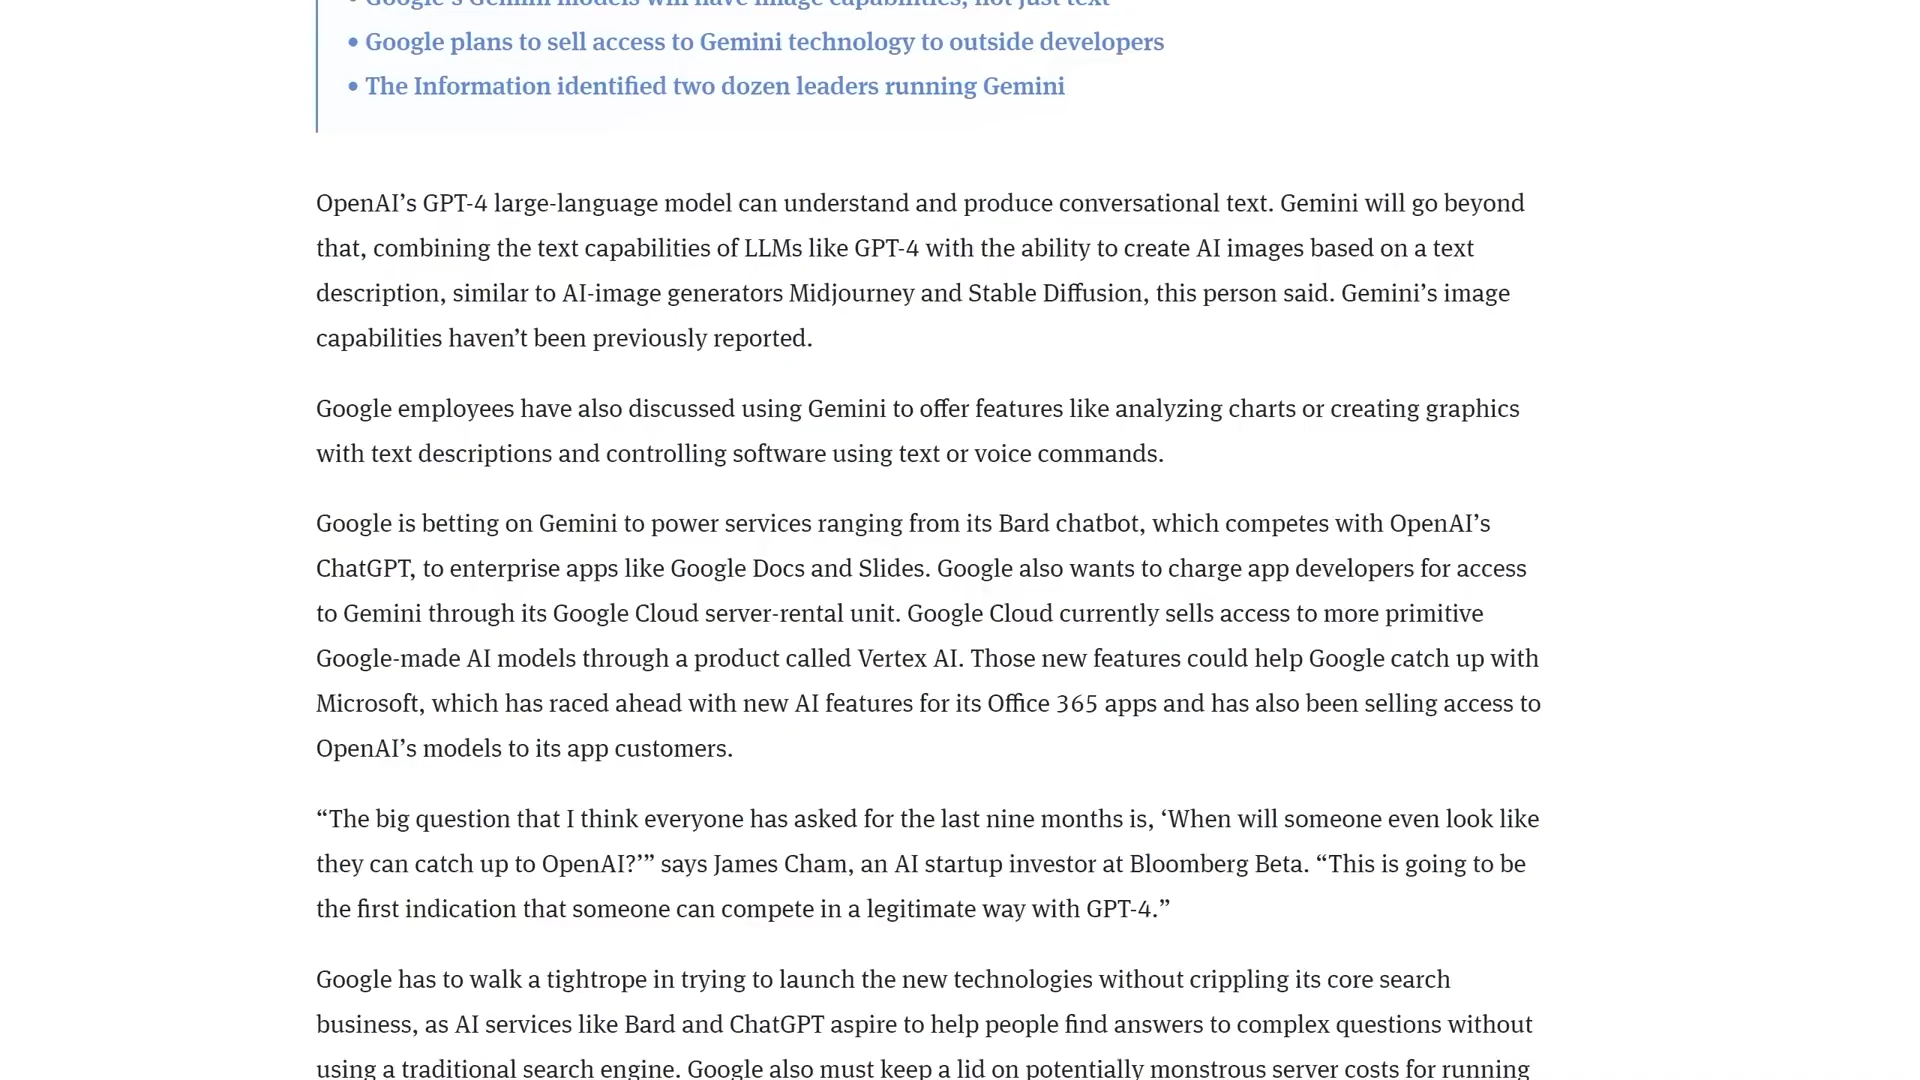 • Google's Gemini models will have image capabilities, not just text
• Google plans to sell access to Gemini technology to outside developers
• The Information identified two dozen leaders running Gemini
OpenAI’s GPT-4 large-language model can understand and produce conversational text. Gemini will go beyond
that, combining the text capabilities of LLMs like GPT-4 with the ability to create AI images based on a text
description, similar to AI-image generators Midjourney and Stable Diffusion, this person said. Gemini’s image
capabilities haven’t been previously reported.
Google employees have also discussed using Gemini to offer features like analyzing charts or creating graphics
with text descriptions and controlling software using text or voice commands.
Google is betting on Gemini to power services ranging from its Bard chatbot, which competes with OpenAI’s
ChatGPT, to enterprise apps like Google Docs and Slides. Google also wants to charge app developers for access
to Gemini through its Google Cloud server-rental unit. Google Cloud currently sells access to more primitive
Google-made AI models through a product called Vertex AI. Those new features could help Google catch up with
Microsoft, which has raced ahead with new AI features for its Office 365 apps and has also been selling access to
OpenAI’s models to its app customers.
“The big question that I think everyone has asked for the last nine months is, ‘When will someone even look like
they can catch up to OpenAI?’” says James Cham, an AI startup investor at Bloomberg Beta. “This is going to be
the first indication that someone can compete in a legitimate way with GPT-4.”
Google has to walk a tightrope in trying to launch the new technologies without crippling its core search
business, as AI services like Bard and ChatGPT aspire to help people find answers to complex questions without
using a traditional search engine. Google also must keep a lid on potentially monstrous server costs for running